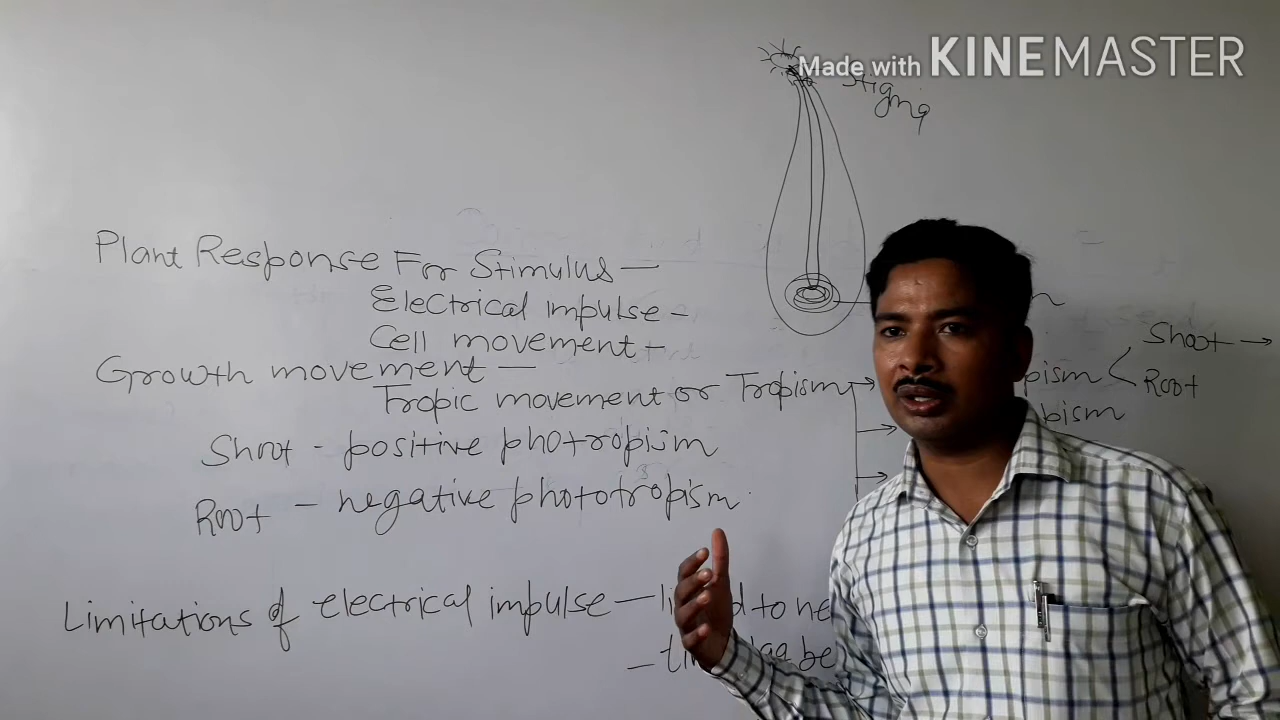 Made with KINEMASTER
Stigma
Plant Response For Stimulus —
Electrical impulse -
Cell movement -
Growth movement —
Tropic movement or Tropism
pism
Shoot →
Root
bism
Shoot - positive photropism
Root - negative phototropism
Limitations of electrical impulse — to ne
- be